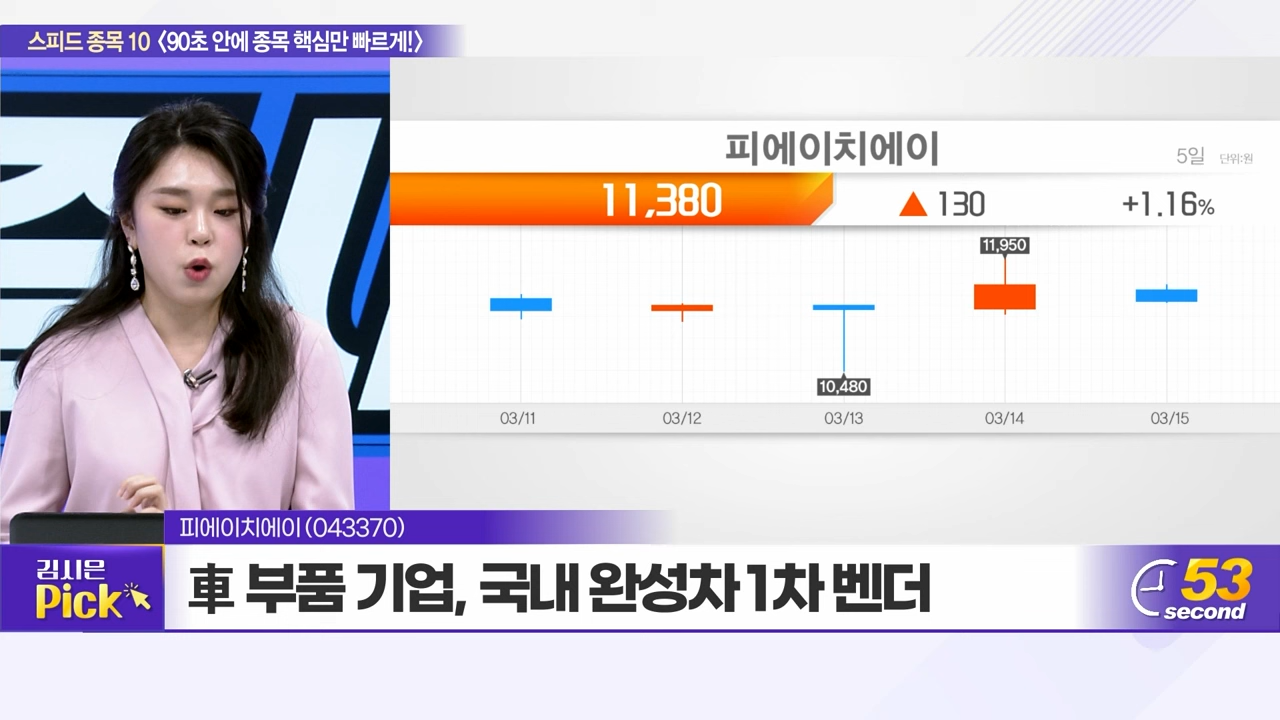 스피드 종목 10 〈90초 안에 종목 핵심만 빠르게!〉
피에이치에이
5일 단위:원
11,380 ▲ 130 +1.16%
11,950
10,480
03/11 03/12 03/13 03/14 03/15
피에이치에이(043370)
김시은
Pick
車 부품 기업, 국내 완성차 1차 벤더
53
second